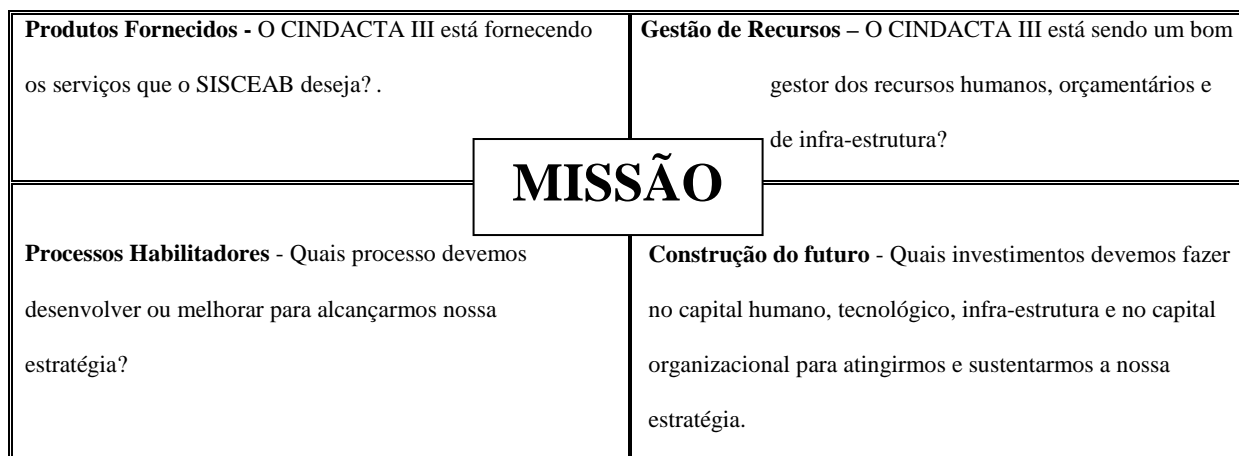 Produtos Fornecidos - O CINDACTA III está fornecendo
os serviços que o SISCEAB deseja? .
Gestão de Recursos – O CINDACTA III está sendo um bom
gestor dos recursos humanos, orçamentários e
de infra-estrutura?
MISSÃO
Processos Habilitadores - Quais processo devemos
desenvolver ou melhorar para alcançarmos nossa
estratégia?
Construção do futuro - Quais investimentos devemos fazer
no capital humano, tecnológico, infra-estrutura e no capital
organizacional para atingirmos e sustentarmos a nossa
estratégia.